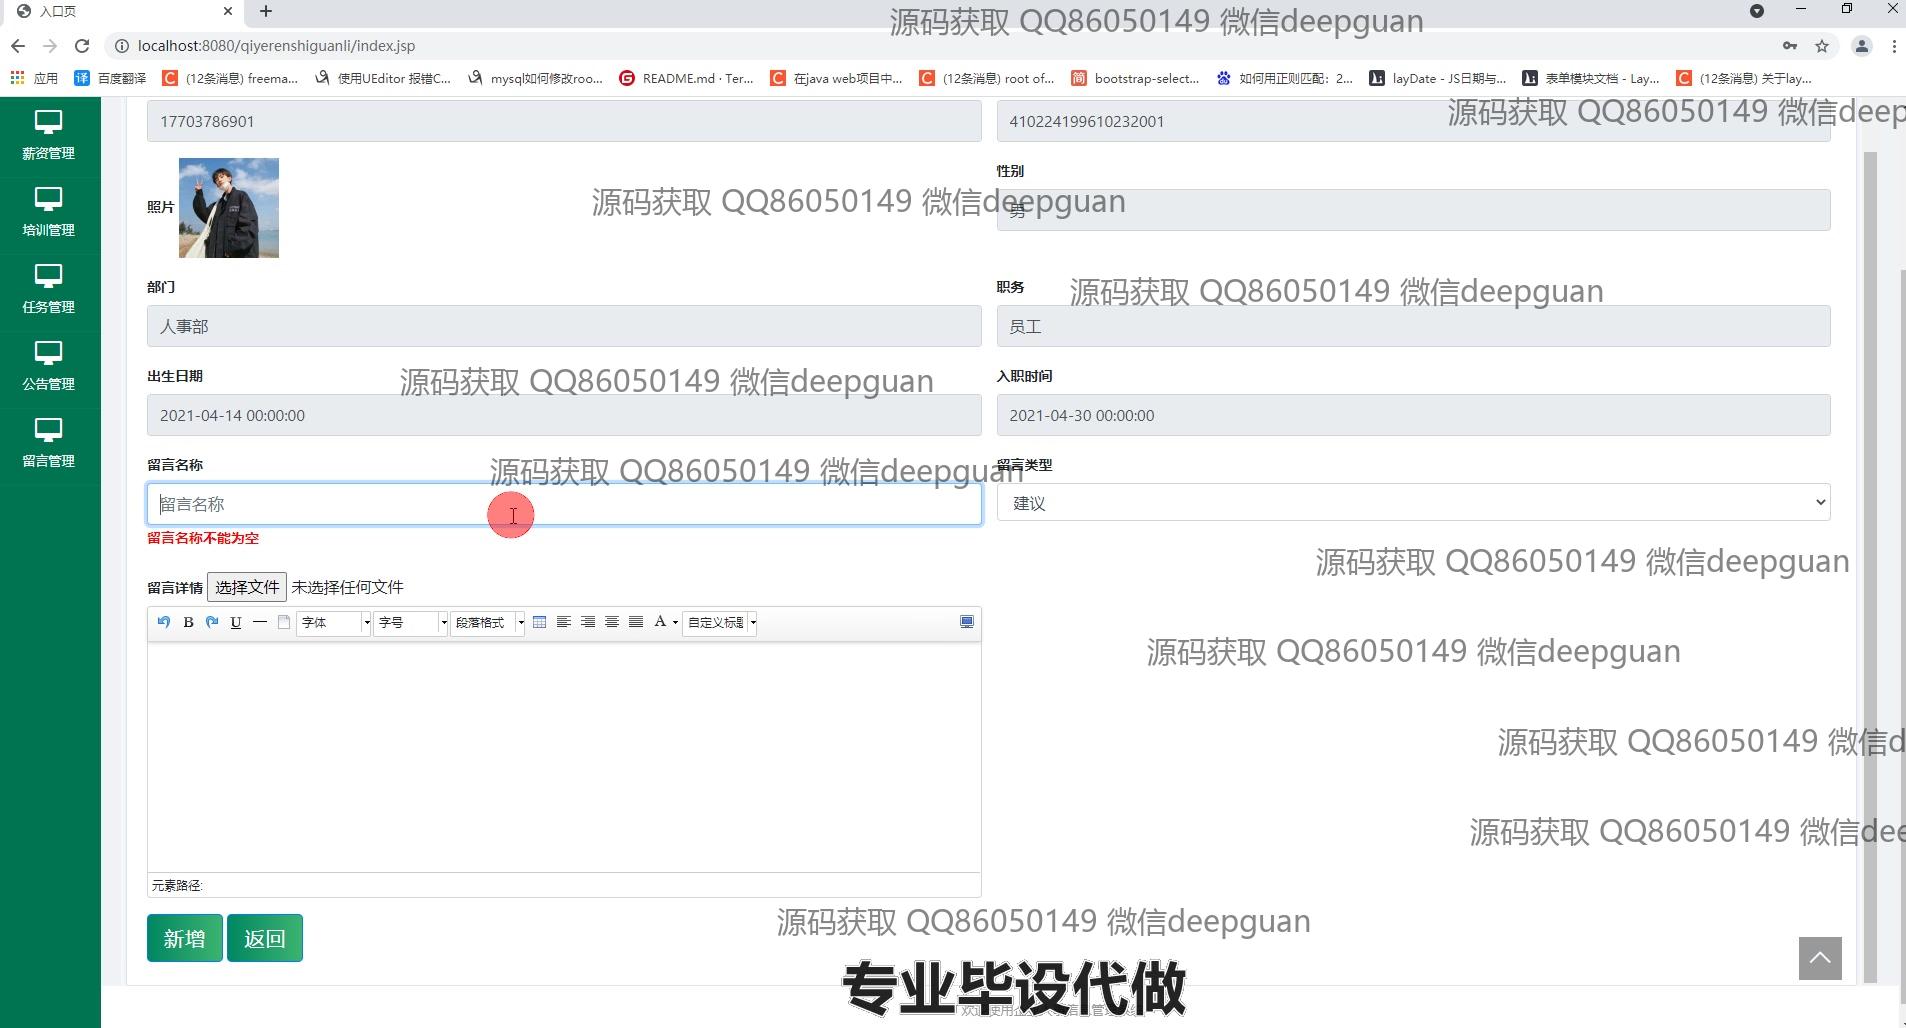 入口页
源码获取 QQ86050149 微信deepguan
localhost:8080/qiyerenshiguanli/index.jsp
应用 译 百度翻译 (12条消息) freema... 使用UEditor 报错C... mysql如何修改roo... README.md · Ter... 在java web项目中... (12条消息) root of... 简 bootstrap-select... 如何用正则匹配：2... layDate - JS日期与... 表单模块文档 - Lay... (12条消息) 关于lay...
源码获取 QQ86050149 微信deep
17703786901
410224199610232001
薪资管理
性别
照片
源码获取 QQ86050149 微信deepguan
男
培训管理
部门
职务
源码获取 QQ86050149 微信deepguan
任务管理
人事部
员工
出生日期
源码获取 QQ86050149 微信deepguan
入职时间
公告管理
2021-04-14 00:00:00
2021-04-30 00:00:00
留言管理
留言名称
源码获取 QQ86050149 微信deepguan
留言类型
留言名称
建议
留言名称不能为空
源码获取 QQ86050149 微信deepguan
留言详情 选择文件 未选择任何文件
B U 字体 字号 段落格式 A 自定义标题
源码获取 QQ86050149 微信deepguan
源码获取 QQ86050149 微信d
源码获取 QQ86050149 微信dee
元素路径:
源码获取 QQ86050149 微信deepguan
新增 返回
专业毕设代做